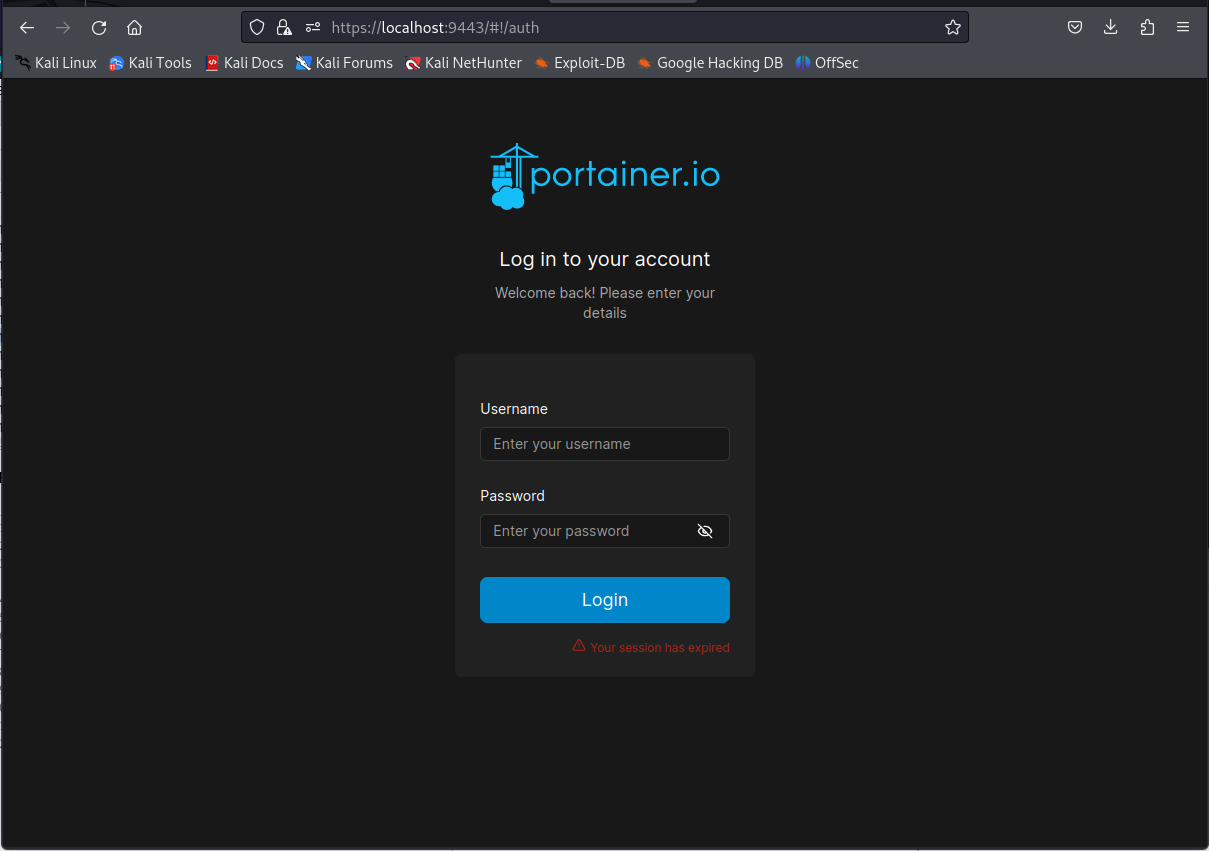 https://localhost:9443/#!/auth
Kali Linux Kali Tools Kali Docs Kali Forums Kali NetHunter Exploit-DB Google Hacking DB OffSec
portainer.io
Log in to your account
Welcome back! Please enter your
details
Username
Enter your username
Password
Enter your password
Login
Your session has expired